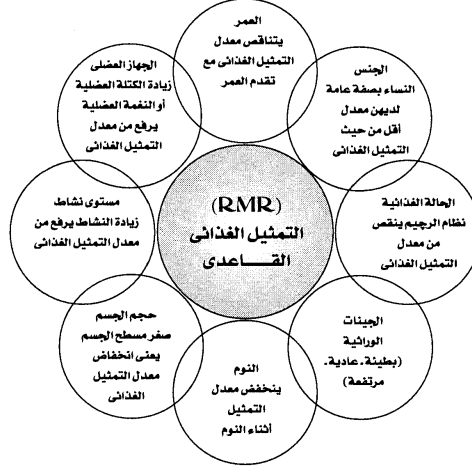 العمر
يتناقص معدل
التمثيل الغذائى مع
تقدم العمر
الجنس
النساء بصفة عامة
لديهن معدل
أقل من حيث
التمثيل الغذائى
الحالة الغذائية
نظام الرجيم ينقص
من معدل
التمثيل الغذائى
الجينات
الوراثية
(بطيئة. عادية.
مرتفعة)
النوم
ينخفض معدل
التمثيل
أثناء النوم
حجم الجسم
صغر مسطح الجسم
يعنى انخفاض
معدل التمثيل
الغذائى
مستوى نشاط
زيادة النشاط يرفع من
معدل التمثيل الغذائى
الجهاز العضلى
زيادة الكتلة العضلية
أو النغمة العضلية
يرفع من معدل
التمثيل الغذائى
(RMR)
التمثيل الغذائى
القــــاعدى